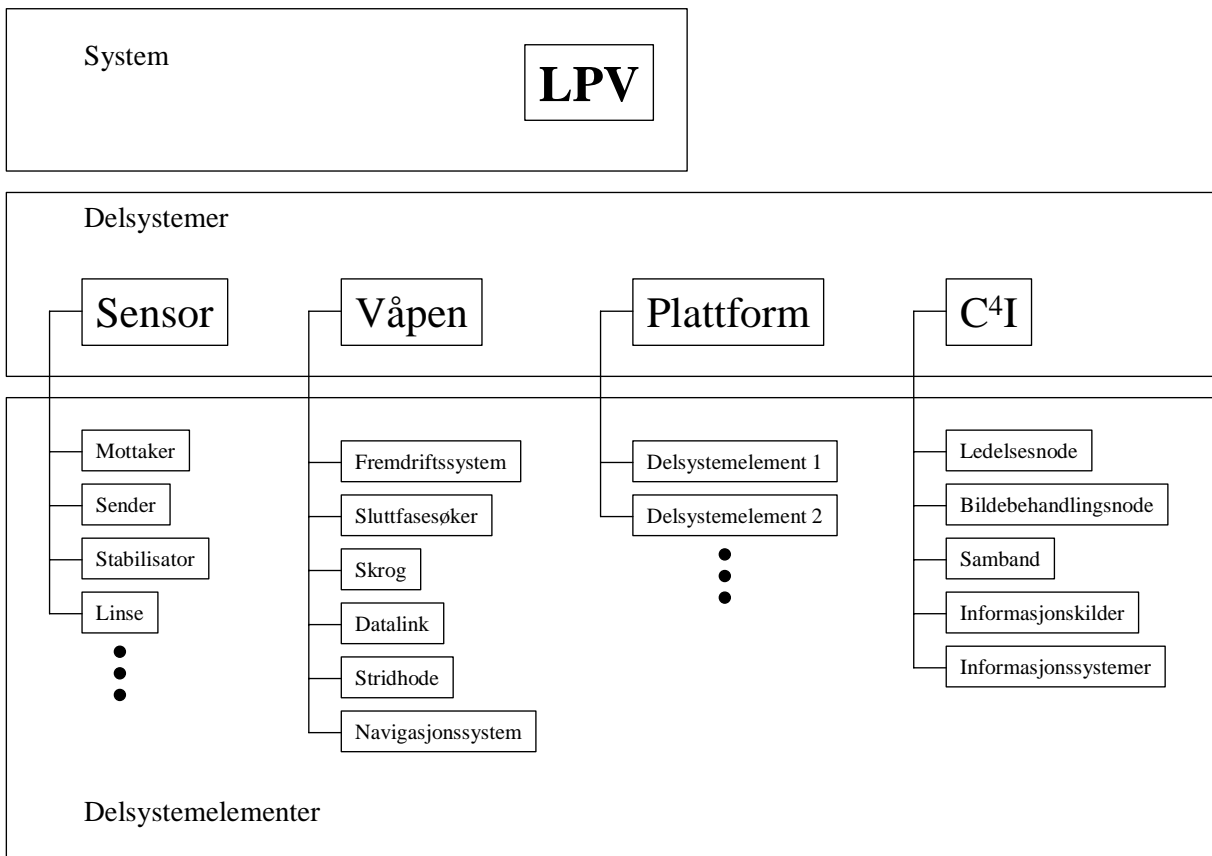 System
LPV
Delsystemer
Sensor
Våpen
Plattform
C⁴I
Mottaker
Sender
Stabilisator
Linse
Fremdriftssystem
Sluttfasesøker
Skrog
Datalink
Stridhode
Navigasjonssystem
Delsystemelement 1
Delsystemelement 2
Ledelsesnode
Bildebehandlingsnode
Samband
Informasjonskilder
Informasjonssystemer
Delsystemelementer